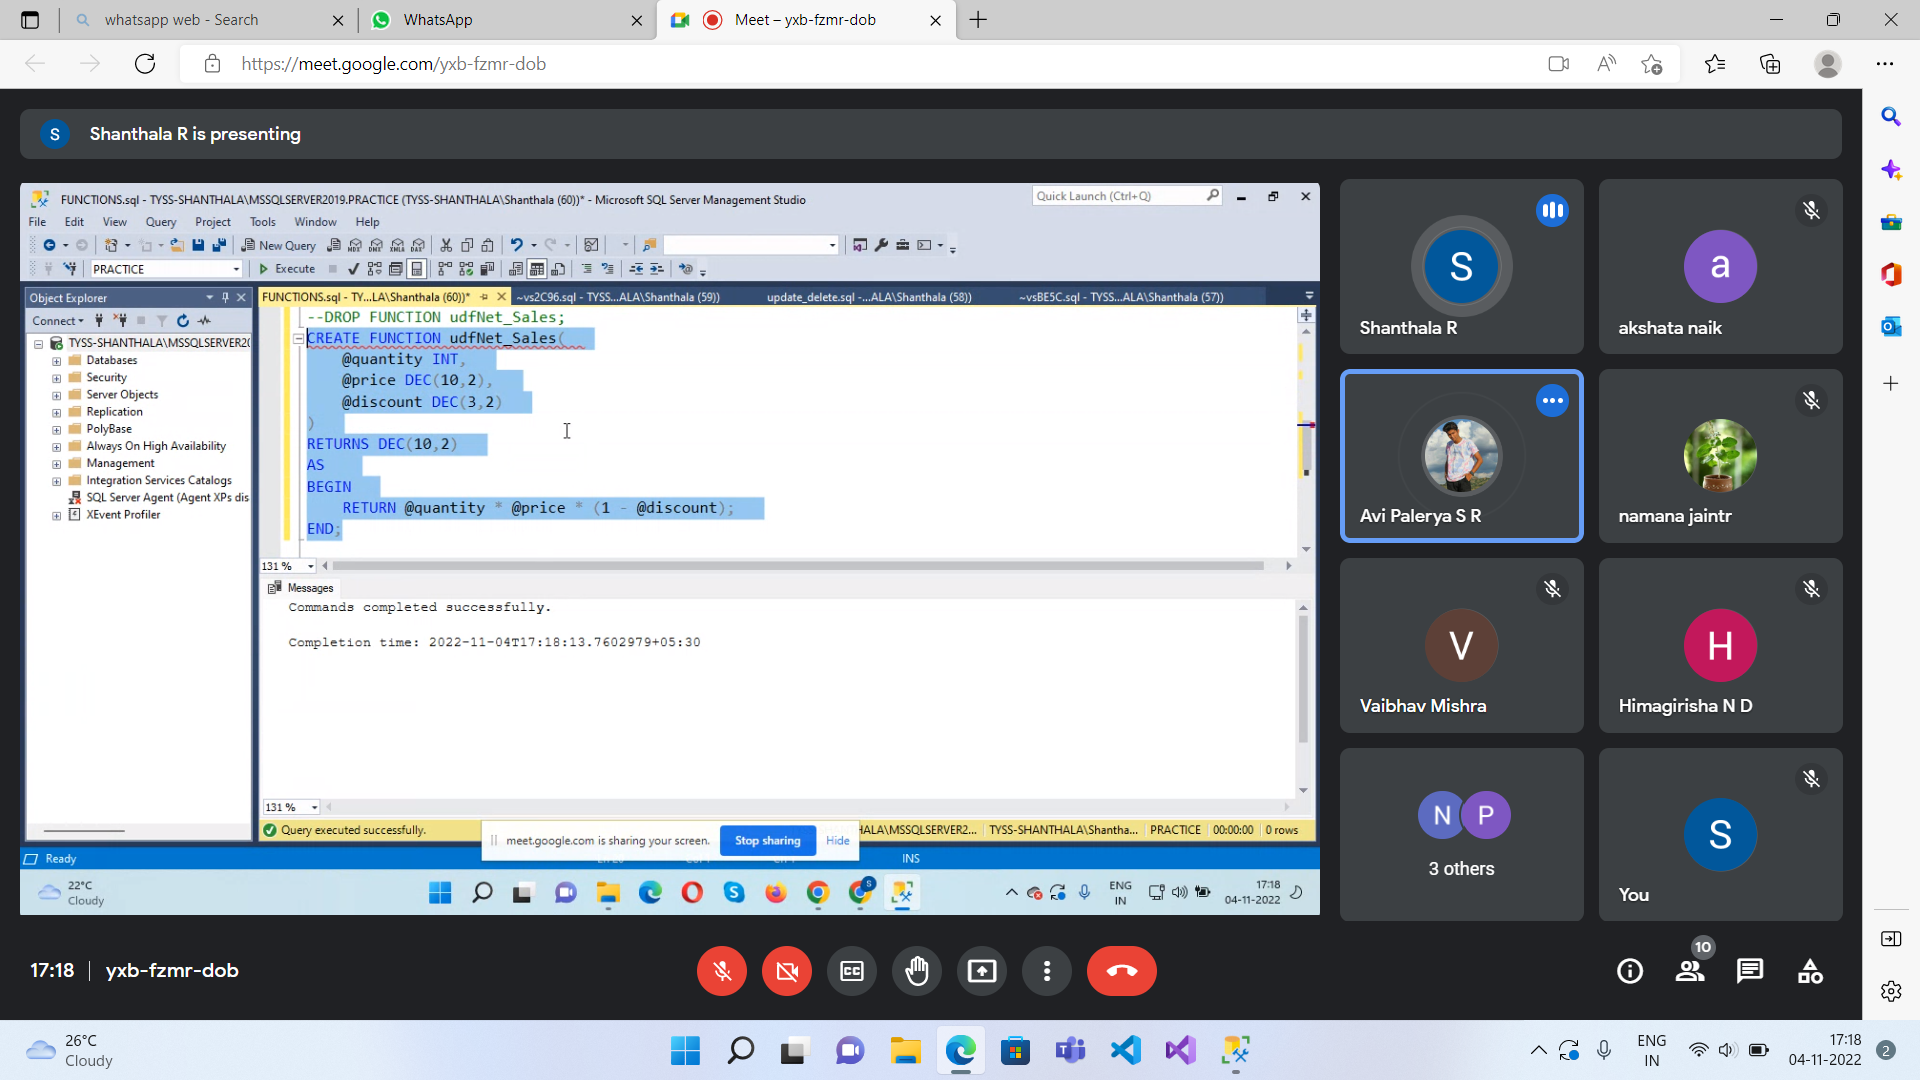 whatsapp web - Search
WhatsApp
Meet – yxb-fzmr-dob
https://meet.google.com/yxb-fzmr-dob
S
Shanthala R is presenting
FUNCTIONS.sql - TYSS-SHANTHALA\MSSQLSERVER2019.PRACTICE (TYSS-SHANTHALA\Shanthala (60))* - Microsoft SQL Server Management Studio
Quick Launch (Ctrl+Q)
File Edit View Query Project Tools Window Help
New Query
PRACTICE
Execute
Object Explorer
Connect
TYSS-SHANTHALA\MSSQLSERVER20
Databases
Security
Server Objects
Replication
PolyBase
Always On High Availability
Management
Integration Services Catalogs
SQL Server Agent (Agent XPs dis
XEvent Profiler
FUNCTIONS.sql - TY...LA\Shanthala (60))*
~vs2C96.sql - TYSS...ALA\Shanthala (59))
update_delete.sql -...ALA\Shanthala (58))
~vsBE5C.sql - TYSS...ALA\Shanthala (57))
--DROP FUNCTION udfNet_Sales;
CREATE FUNCTION udfNet_Sales(
@quantity INT,
@price DEC(10,2),
@discount DEC(3,2)
)
RETURNS DEC(10,2)
AS
BEGIN
RETURN @quantity * @price * (1 - @discount);
END;
131 %
Messages
Commands completed successfully.
Completion time: 2022-11-04T17:18:13.7602979+05:30
131 %
Query executed successfully.
ALA\MSSQLSERVER2... TYSS-SHANTHALA\Shantha... PRACTICE 00:00:00 0 rows
meet.google.com is sharing your screen.
Stop sharing
Hide
Ready
INS
22°C
Cloudy
ENG
IN
17:18
04-11-2022
S
Shanthala R
a
akshata naik
Avi Palerya S R
namana jaintr
V
Vaibhav Mishra
H
Himagirisha N D
N P
3 others
S
You
17:18 | yxb-fzmr-dob
10
26°C
Cloudy
ENG
IN
17:18
04-11-2022
2